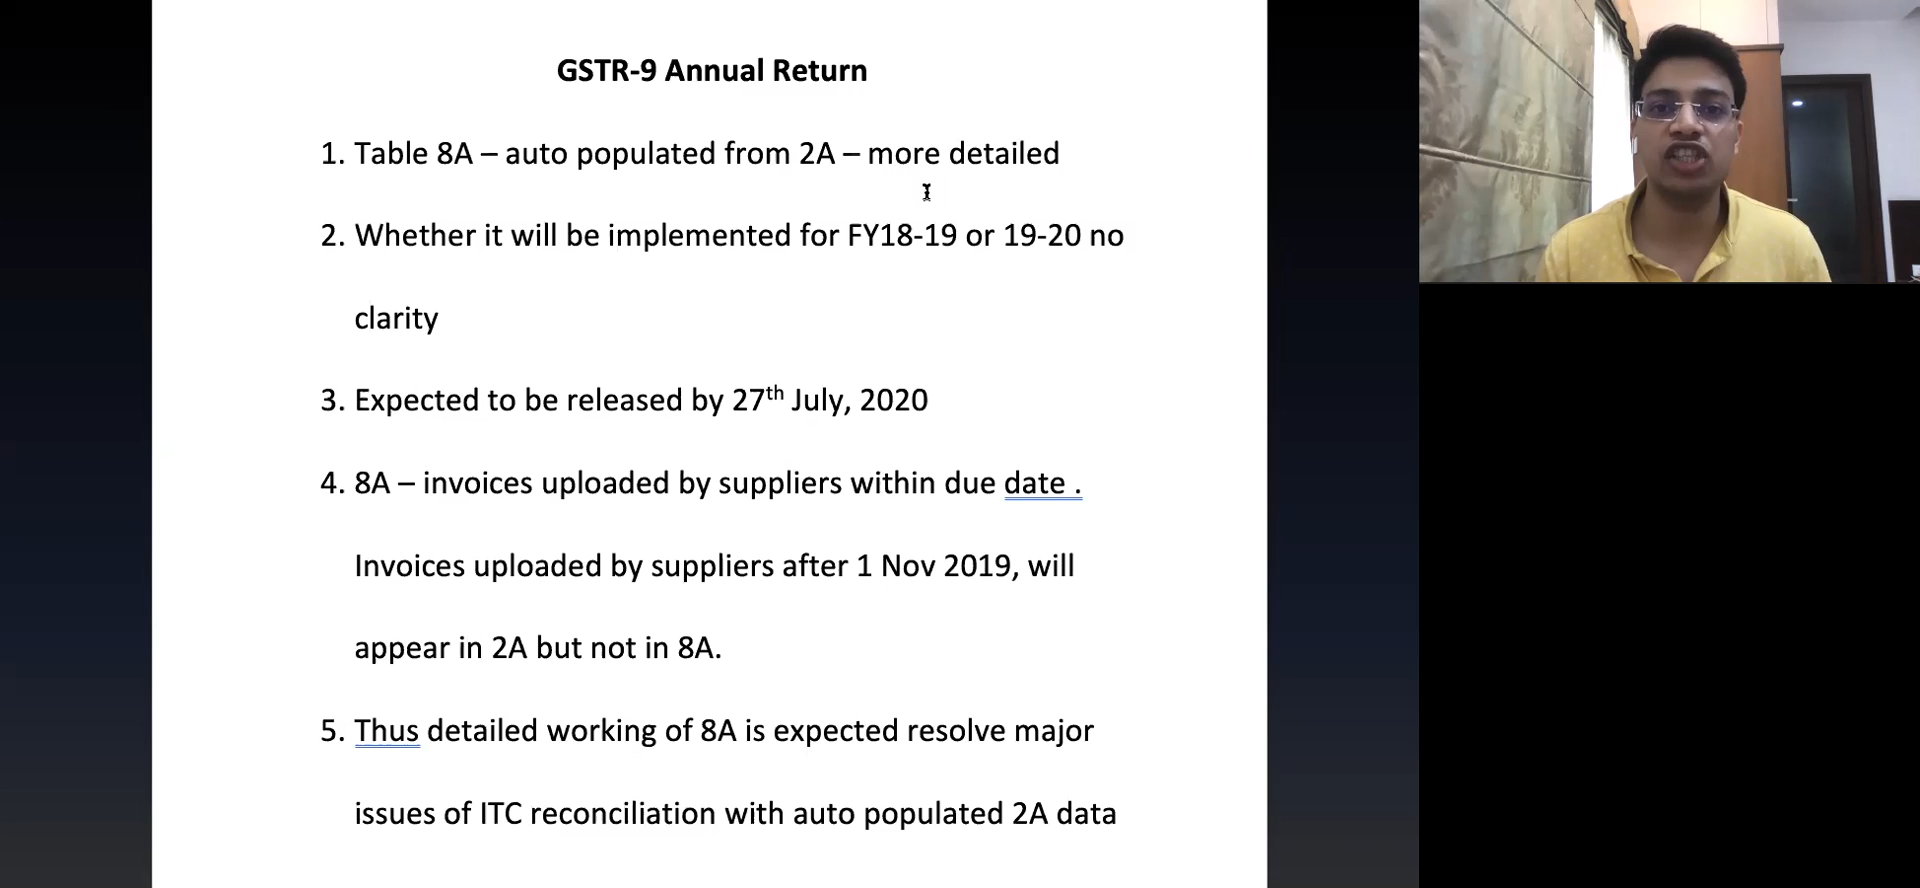 GSTR-9 Annual Return
1. Table 8A – auto populated from 2A – more detailed
2. Whether it will be implemented for FY18-19 or 19-20 no
clarity
3. Expected to be released by 27th July, 2020
4. 8A – invoices uploaded by suppliers within due date .
Invoices uploaded by suppliers after 1 Nov 2019, will
appear in 2A but not in 8A.
5. Thus detailed working of 8A is expected resolve major
issues of ITC reconciliation with auto populated 2A data